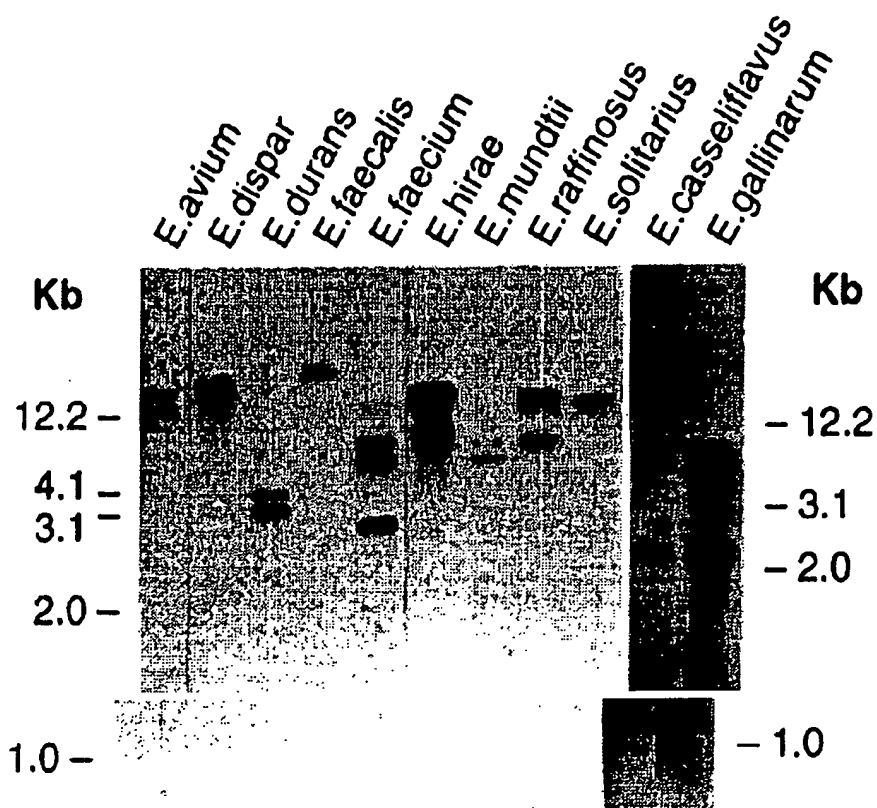 E.avium
E.dispar
E.durans
E.faecalis
E.faecium
E.hirae
E.mundtii
E.raffinosus
E.solitarius
E.casseliflavus
E.gallinarum
Kb
Kb
12.2 –
4.1 –
3.1 –
2.0 –
1.0 –
– 12.2
– 3.1
– 2.0
– 1.0